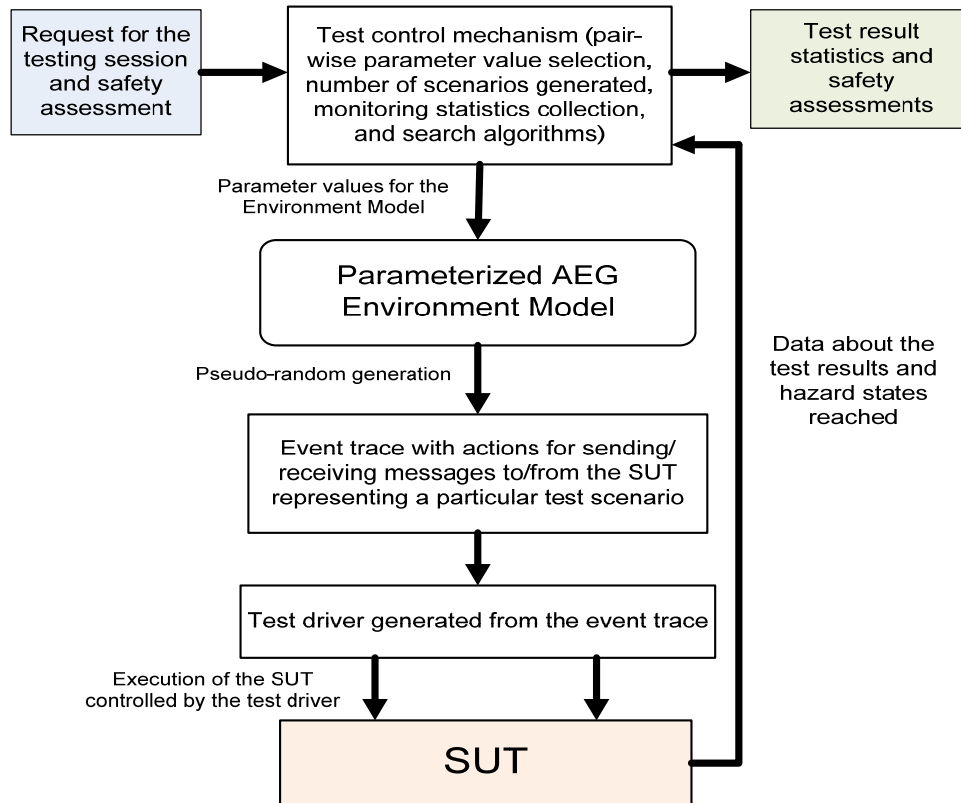 Request for the
testing session
and safety
assessment
Test control mechanism (pair-
wise parameter value selection,
number of scenarios generated,
monitoring statistics collection,
and search algorithms)
Test result
statistics and
safety
assessments
Parameter values for the
Environment Model
Parameterized AEG
Environment Model
Pseudo-random generation
Data about the
test results and
hazard states
reached
Event trace with actions for sending/
receiving messages to/from the SUT
representing a particular test scenario
Test driver generated from the event trace
Execution of the SUT
controlled by the test driver
SUT